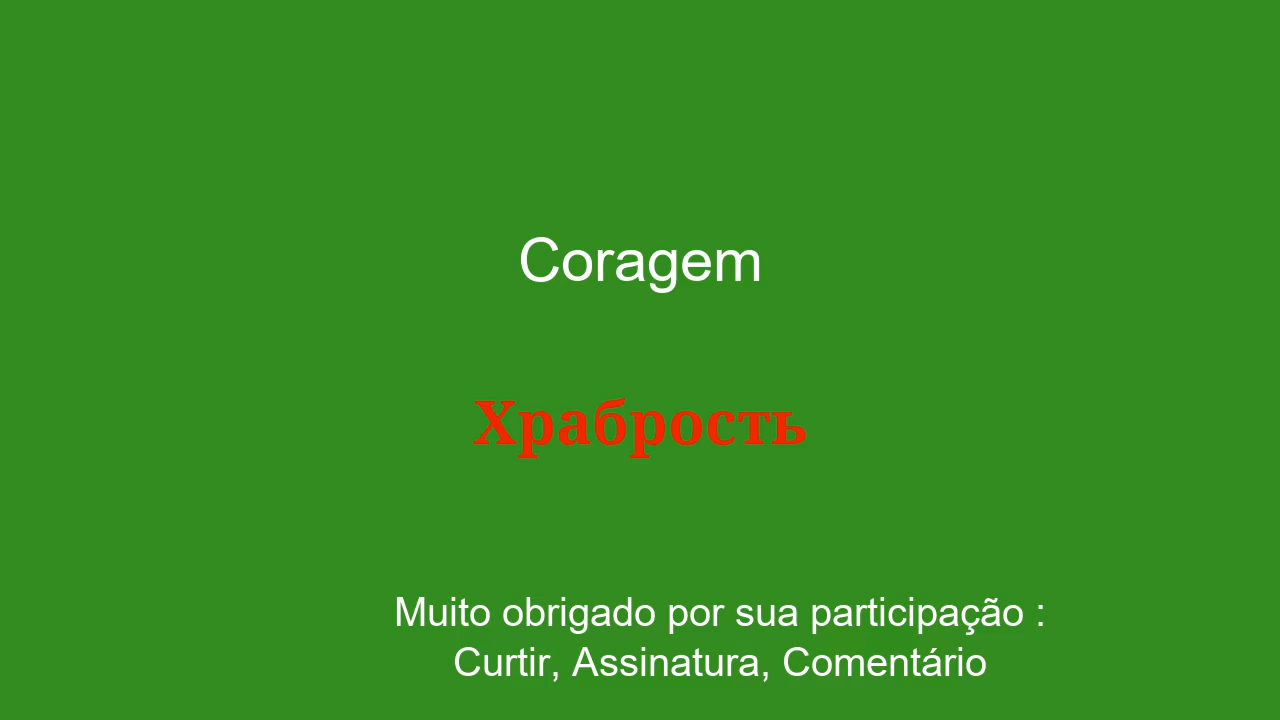 Coragem
Храбрость
Muito obrigado por sua participação :
Curtir, Assinatura, Comentário